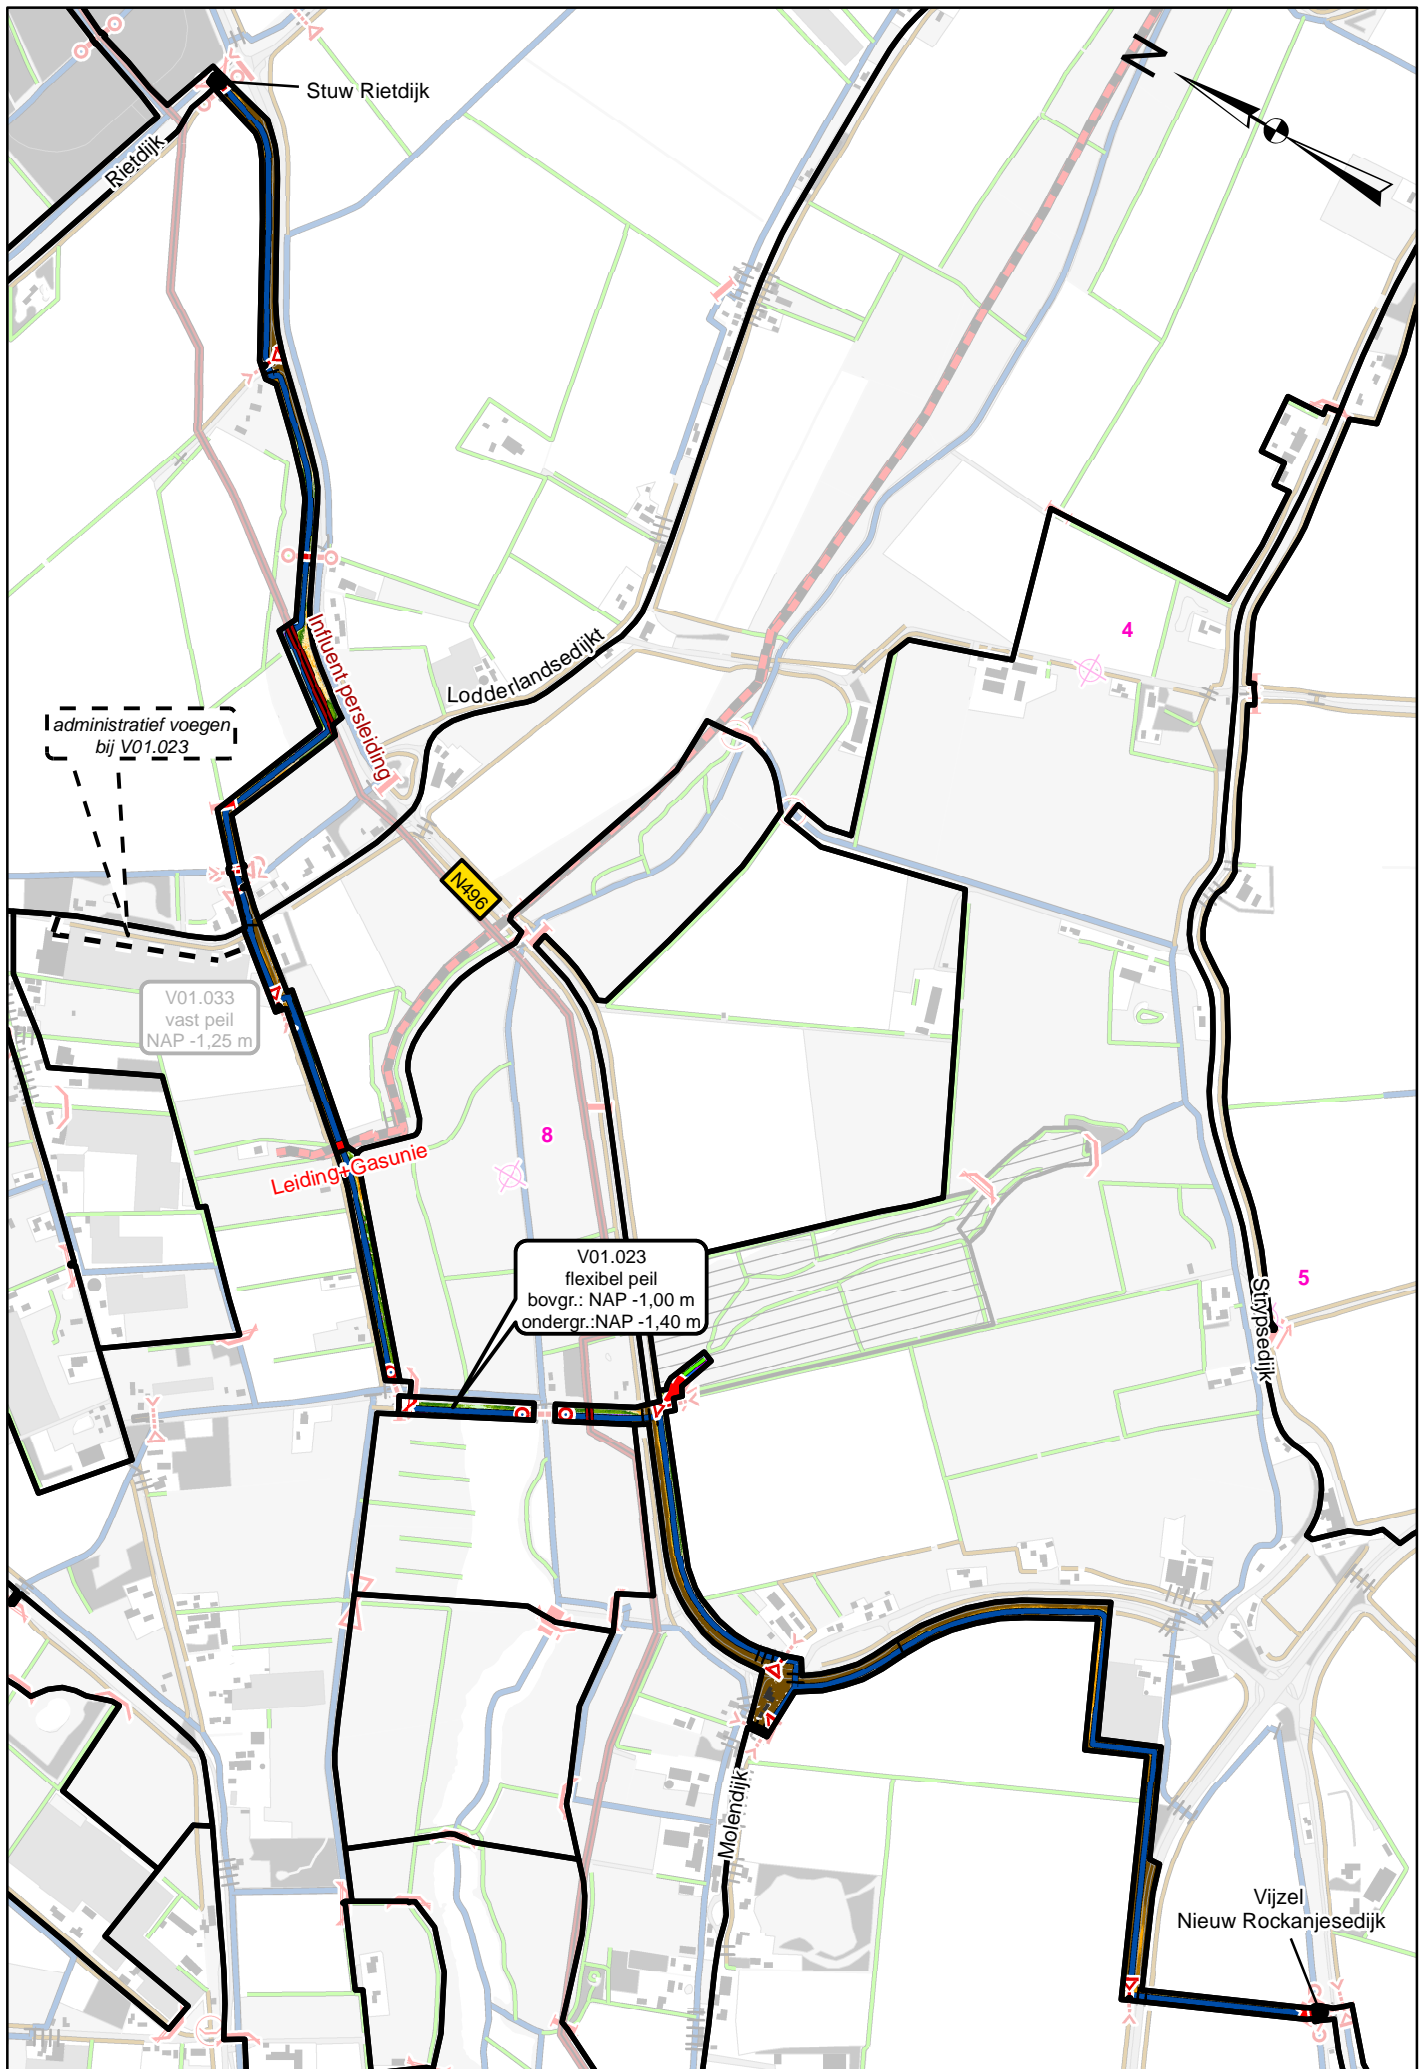 N
Stuw Rietdijk
Rietdijk
4
Influent persleiding
Lodderlandsedijkt
administratief voegen
bij V01.023
N496
V01.033
vast peil
NAP -1,25 m
8
Leiding+Gasunie
V01.023
flexibel peil
bovgr.: NAP -1,00 m
ondergr.:NAP -1,40 m
5
Strypsedijk
Molendijk
Vijzel
Nieuw Rockanjesedijk